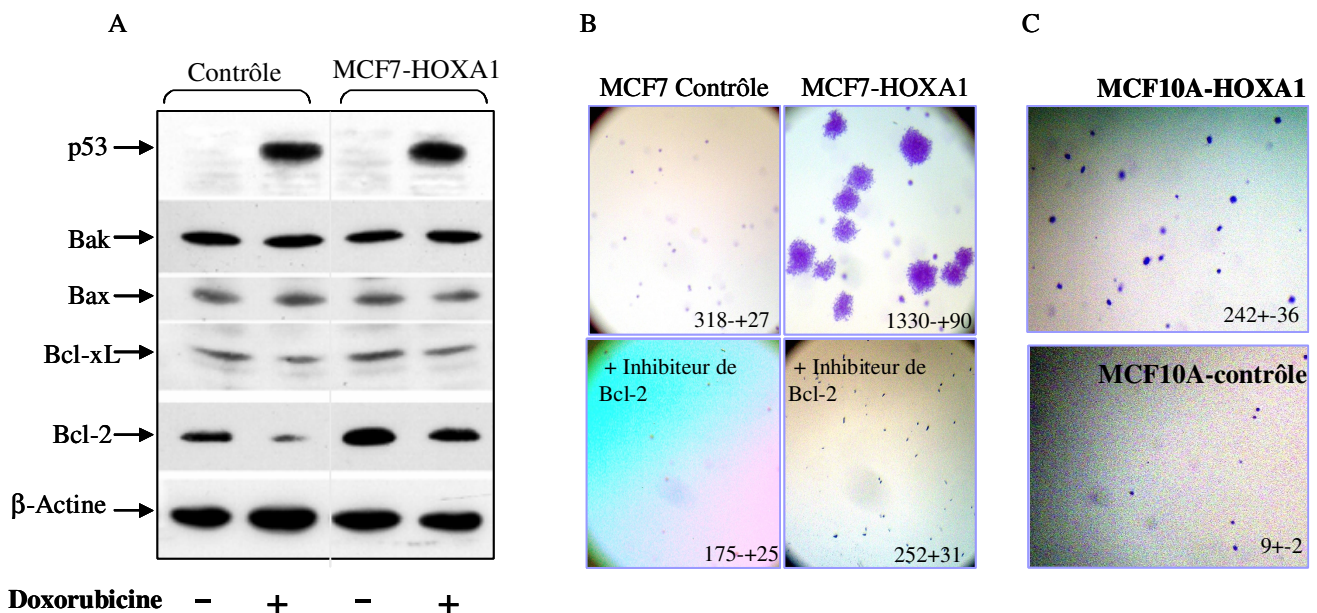 A
Contrôle
MCF7-HOXA1
p53
Bak
Bax
Bcl-xL
Bcl-2
β-Actine
Doxorubicine - + - +
B
MCF7 Contrôle
MCF7-HOXA1
318-+27
1330-+90
+ Inhibiteur de
Bcl-2
175-+25
+ Inhibiteur de
Bcl-2
252+31
C
MCF10A-HOXA1
242+-36
MCF10A-contrôle
9+-2